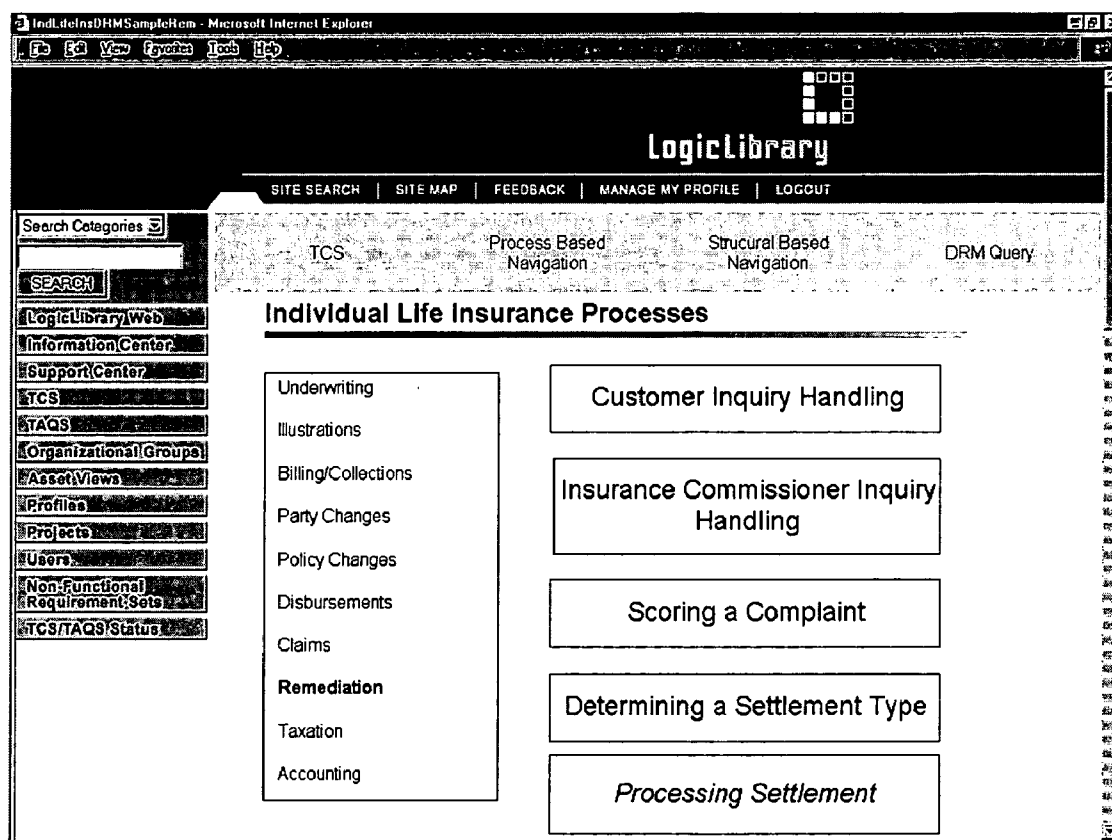 IndLifeInsDRMSampleRem - Microsoft Internet Explorer
File Edit View Favorites Tools Help
LogicLibrary
SITE SEARCH | SITE MAP | FEEDBACK | MANAGE MY PROFILE | LOGOUT
Search Categories
SEARCH
LogicLibrary Web
Information Center
Support Center
TCS
TAQS
Organizational Groups
Asset Views
Profiles
Projects
Users
Non-Functional
Requirement Sets
TCS/TAQS Status
TCS
Process Based
Navigation
Strucural Based
Navigation
DRM Query
Individual Life Insurance Processes
Underwriting
Illustrations
Billing/Collections
Party Changes
Policy Changes
Disbursements
Claims
Remediation
Taxation
Accounting
Customer Inquiry Handling
Insurance Commissioner Inquiry
Handling
Scoring a Complaint
Determining a Settlement Type
Processing Settlement